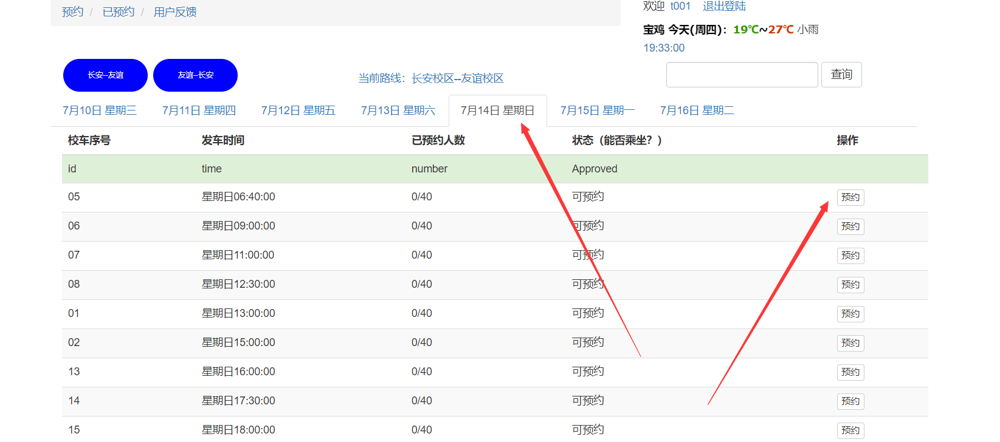 预约 / 已预约 / 用户反馈
欢迎 t001 退出登陆
宝鸡 今天(周四)：19℃~27℃ 小雨
19:33:00
长安--友谊 友谊--长安 当前路线：长安校区--友谊校区 查询
7月10日 星期三 7月11日 星期四 7月12日 星期五 7月13日 星期六 7月14日 星期日 7月15日 星期一 7月16日 星期二
校车序号 发车时间 已预约人数 状态（能否乘坐？） 操作
id time number Approved
05 星期日06:40:00 0/40 可预约 预约
06 星期日09:00:00 0/40 可预约 预约
07 星期日11:00:00 0/40 可预约 预约
08 星期日12:30:00 0/40 可预约 预约
01 星期日13:00:00 0/40 可预约 预约
02 星期日15:00:00 0/40 可预约 预约
13 星期日16:00:00 0/40 可预约 预约
14 星期日17:30:00 0/40 可预约 预约
15 星期日18:00:00 0/40 可预约 预约